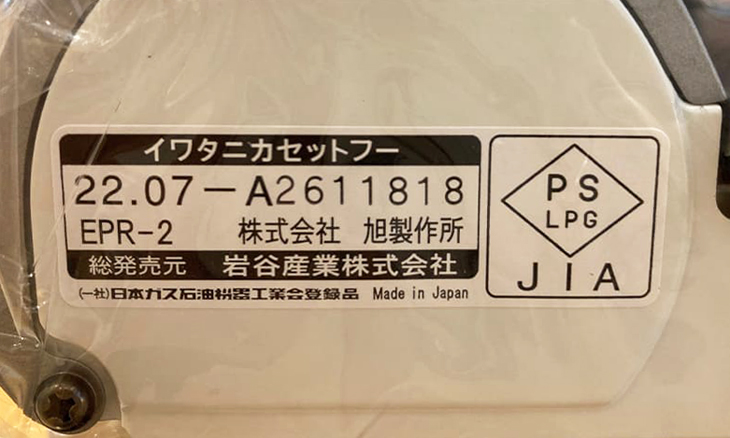 イワタニカセットフー
22.07-A2611818
EPR-2 株式会社 旭製作所
総発売元 岩谷産業株式会社
(一社)日本ガス石油機器工業会登録品 Made in Japan
PS
LPG
JIA